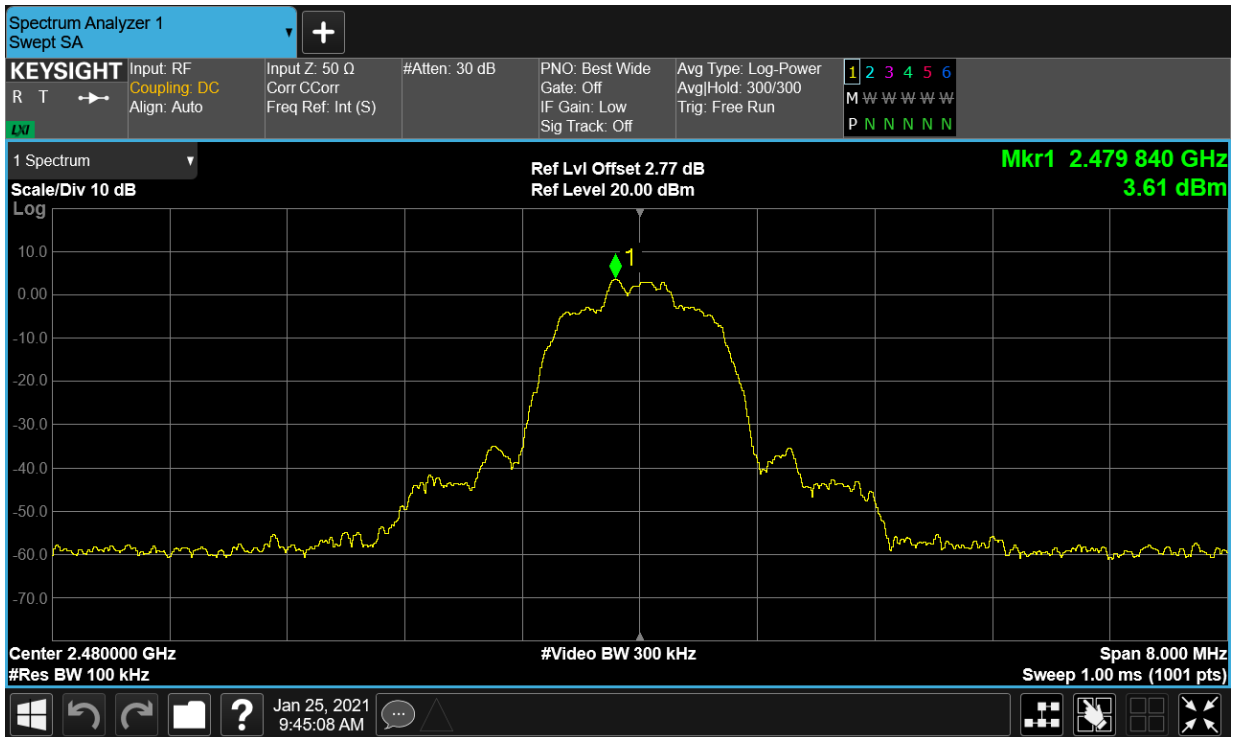 Spectrum Analyzer 1
Swept SA
KEYSIGHT
R T
LXI
Input: RF
Coupling: DC
Align: Auto
Input Z: 50 Ω
Corr CCorr
Freq Ref: Int (S)
#Atten: 30 dB
PNO: Best Wide
Gate: Off
IF Gain: Low
Sig Track: Off
Avg Type: Log-Power
Avg|Hold: 300/300
Trig: Free Run
1 2 3 4 5 6
M W W W W W
P N N N N N
1 Spectrum
Scale/Div 10 dB
Ref Lvl Offset 2.77 dB
Ref Level 20.00 dBm
Mkr1 2.479 840 GHz
3.61 dBm
Log
10.0
0.00
-10.0
-20.0
-30.0
-40.0
-50.0
-60.0
-70.0
1
Center 2.480000 GHz
#Res BW 100 kHz
#Video BW 300 kHz
Span 8.000 MHz
Sweep 1.00 ms (1001 pts)
?
Jan 25, 2021
9:45:08 AM